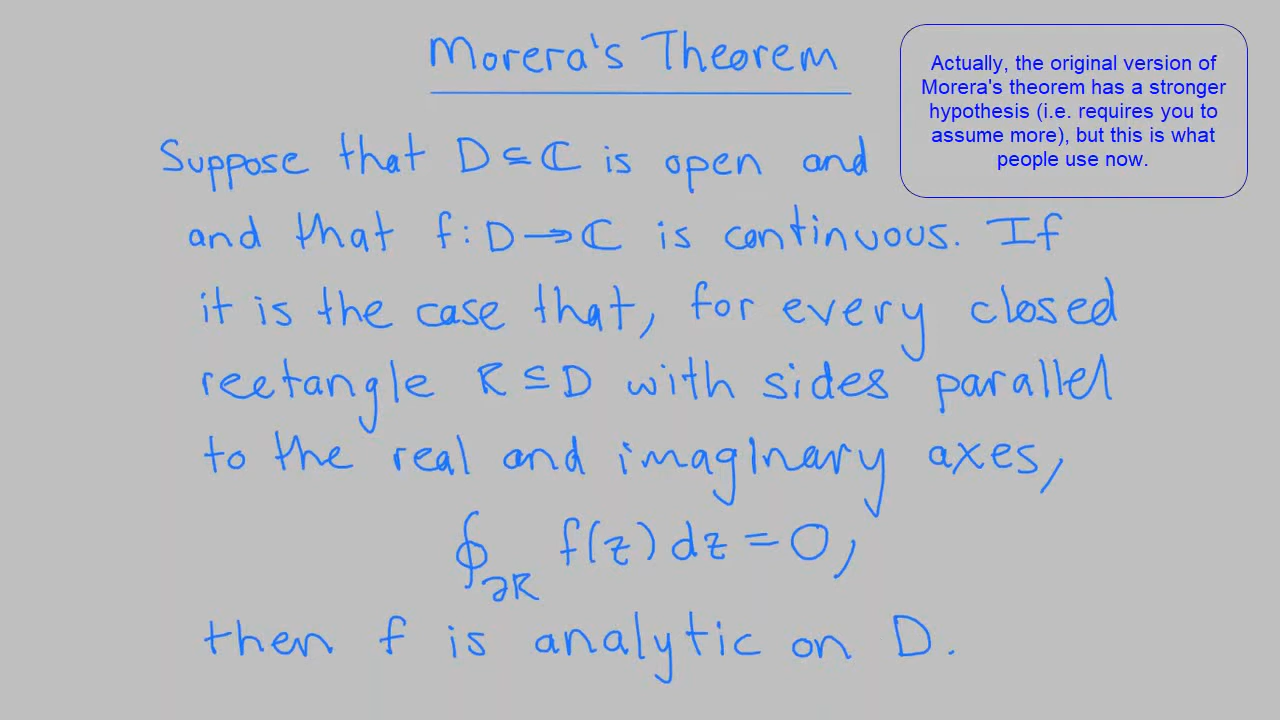 Morera's Theorem
Actually, the original version of
Morera's theorem has a stronger
hypothesis (i.e. requires you to
assume more), but this is what
people use now.
Suppose that D ⊆ ℂ is open and
and that f: D → ℂ is continuous. If
it is the case that, for every closed
rectangle R ⊆ D with sides parallel
to the real and imaginary axes,
∮_∂R f(z) dz = 0,
then f is analytic on D.